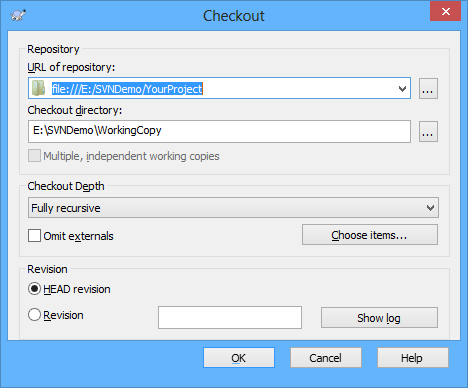 Checkout
Repository
URL of repository:
file:///E:/SVNDemo/YourProject
...
Checkout directory:
E:\SVNDemo\WorkingCopy
...
Multiple, independent working copies
Checkout Depth
Fully recursive
Omit externals
Choose items...
Revision
HEAD revision
Revision
Show log
OK
Cancel
Help